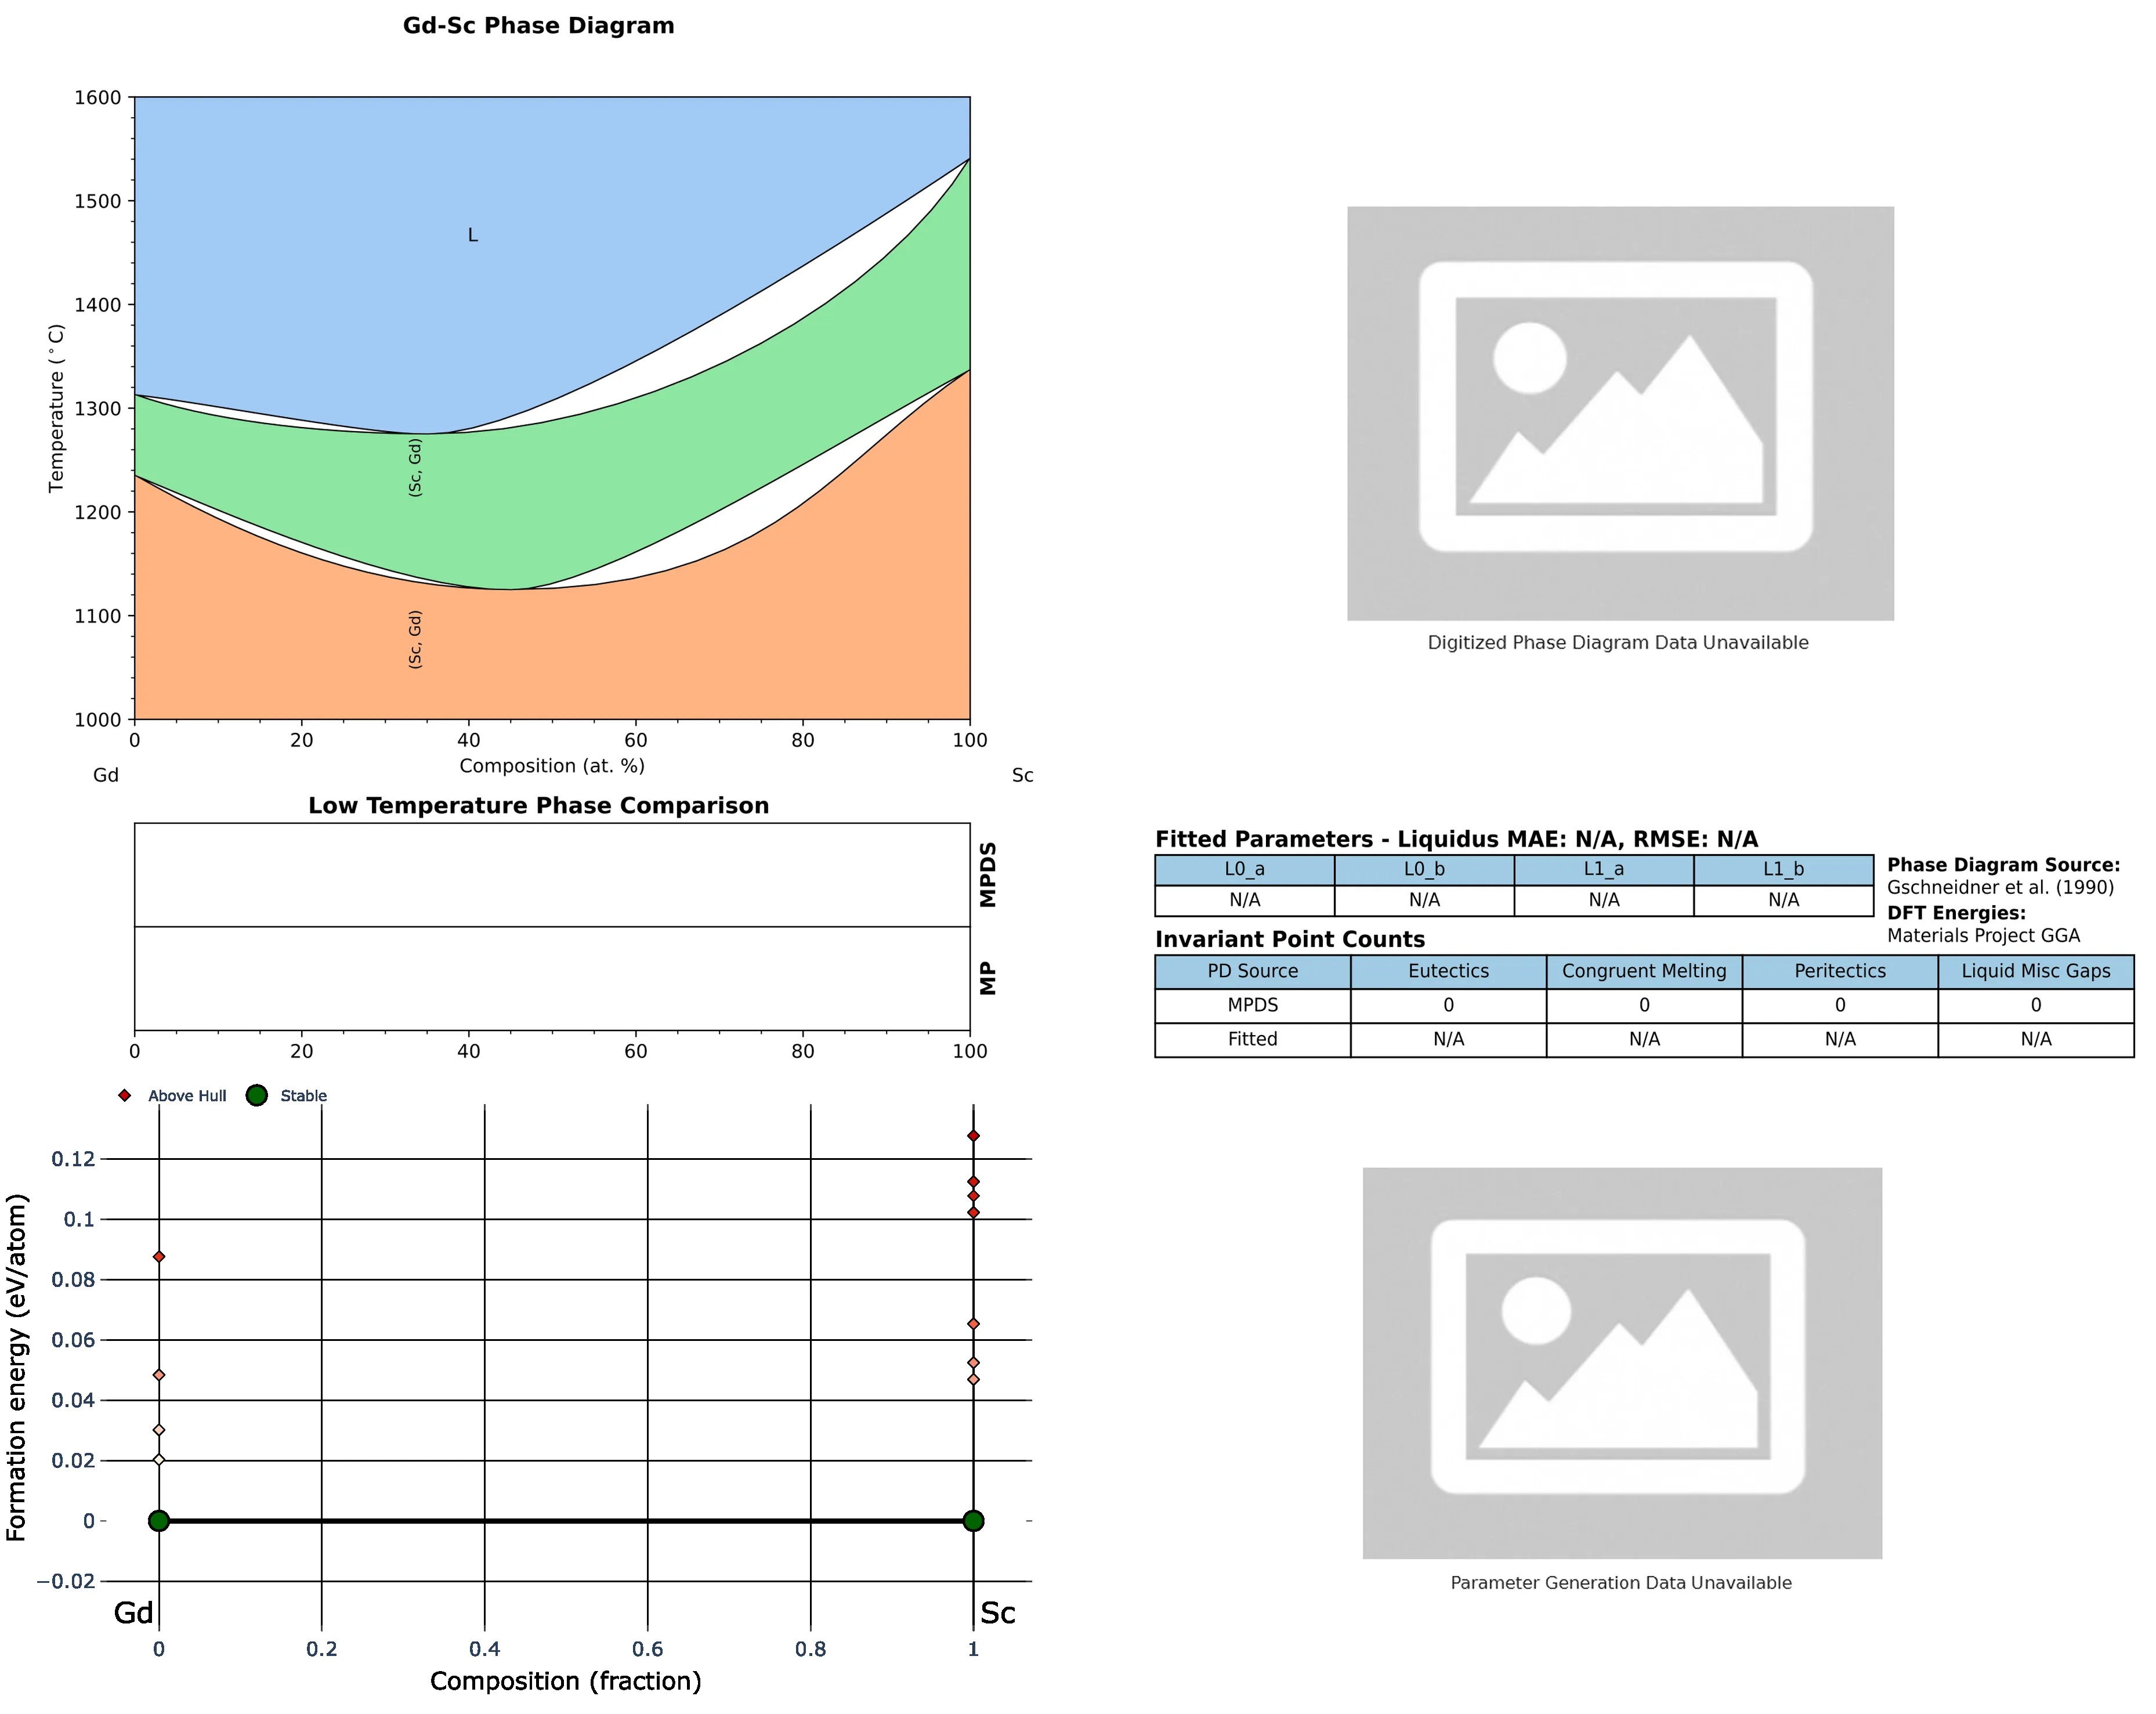 Gd-Sc Phase Diagram
1600
1500
1400
1300
1200
1100
1000
Temperature (°C)
L
(Sc, Gd)
(Sc, Gd)
0 20 40 60 80 100
Gd Composition (at. %) Sc
Digitized Phase Diagram Data Unavailable
Low Temperature Phase Comparison
MPDS
MP
0 20 40 60 80 100
Fitted Parameters - Liquidus MAE: N/A, RMSE: N/A
L0_a L0_b L1_a L1_b
N/A N/A N/A N/A
Phase Diagram Source:
Gschneidner et al. (1990)
DFT Energies:
Materials Project GGA
Invariant Point Counts
PD Source Eutectics Congruent Melting Peritectics Liquid Misc Gaps
MPDS 0 0 0 0
Fitted N/A N/A N/A N/A
Above Hull Stable
0.12
0.1
0.08
0.06
0.04
0.02
0
−0.02
Formation energy (eV/atom)
Gd Sc
0 0.2 0.4 0.6 0.8 1
Composition (fraction)
Parameter Generation Data Unavailable